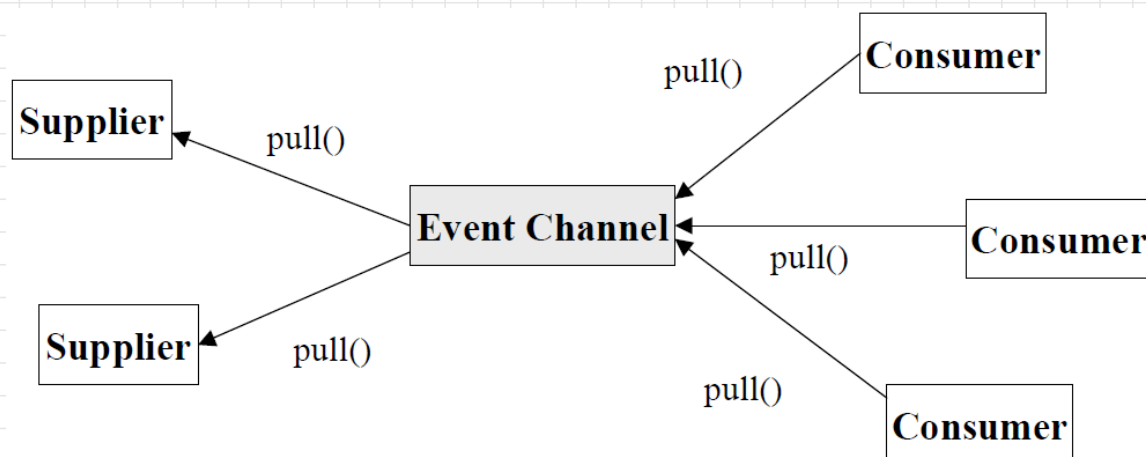 Consumer
pull()
Supplier
pull()
Event Channel
Consumer
pull()
Supplier
pull()
pull()
Consumer